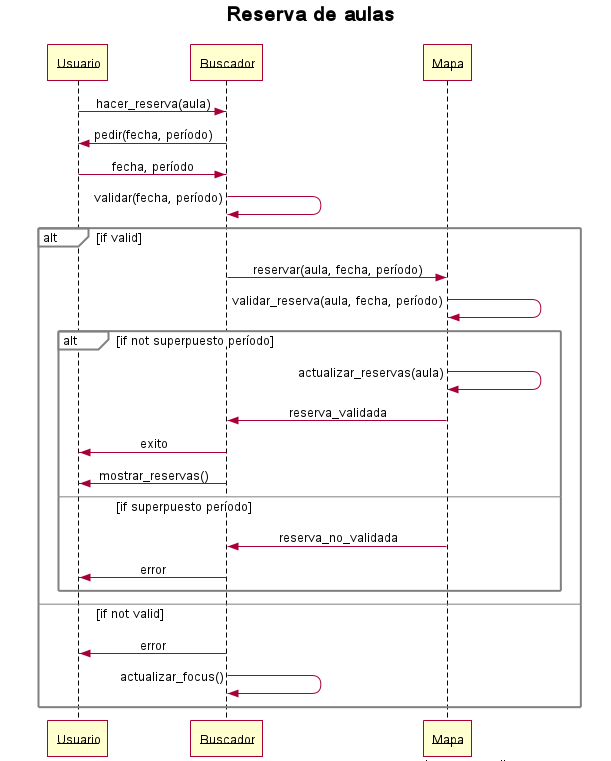 Reserva de aulas
Usuario
Buscador
Mapa
hacer_reserva(aula)
pedir(fecha, período)
fecha, período
validar(fecha, período)
alt
[if valid]
reservar(aula, fecha, período)
validar_reserva(aula, fecha, período)
alt
[if not superpuesto período]
actualizar_reservas(aula)
reserva_validada
exito
mostrar_reservas()
[if superpuesto período]
reserva_no_validada
error
[if not valid]
error
actualizar_focus()
Usuario
Buscador
Mapa